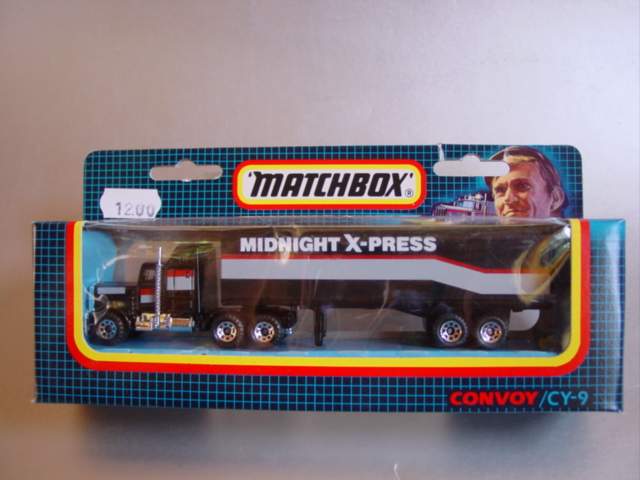 'MATCHBOX'®
1200
MIDNIGHT X-PRESS
CONVOY/CY-9